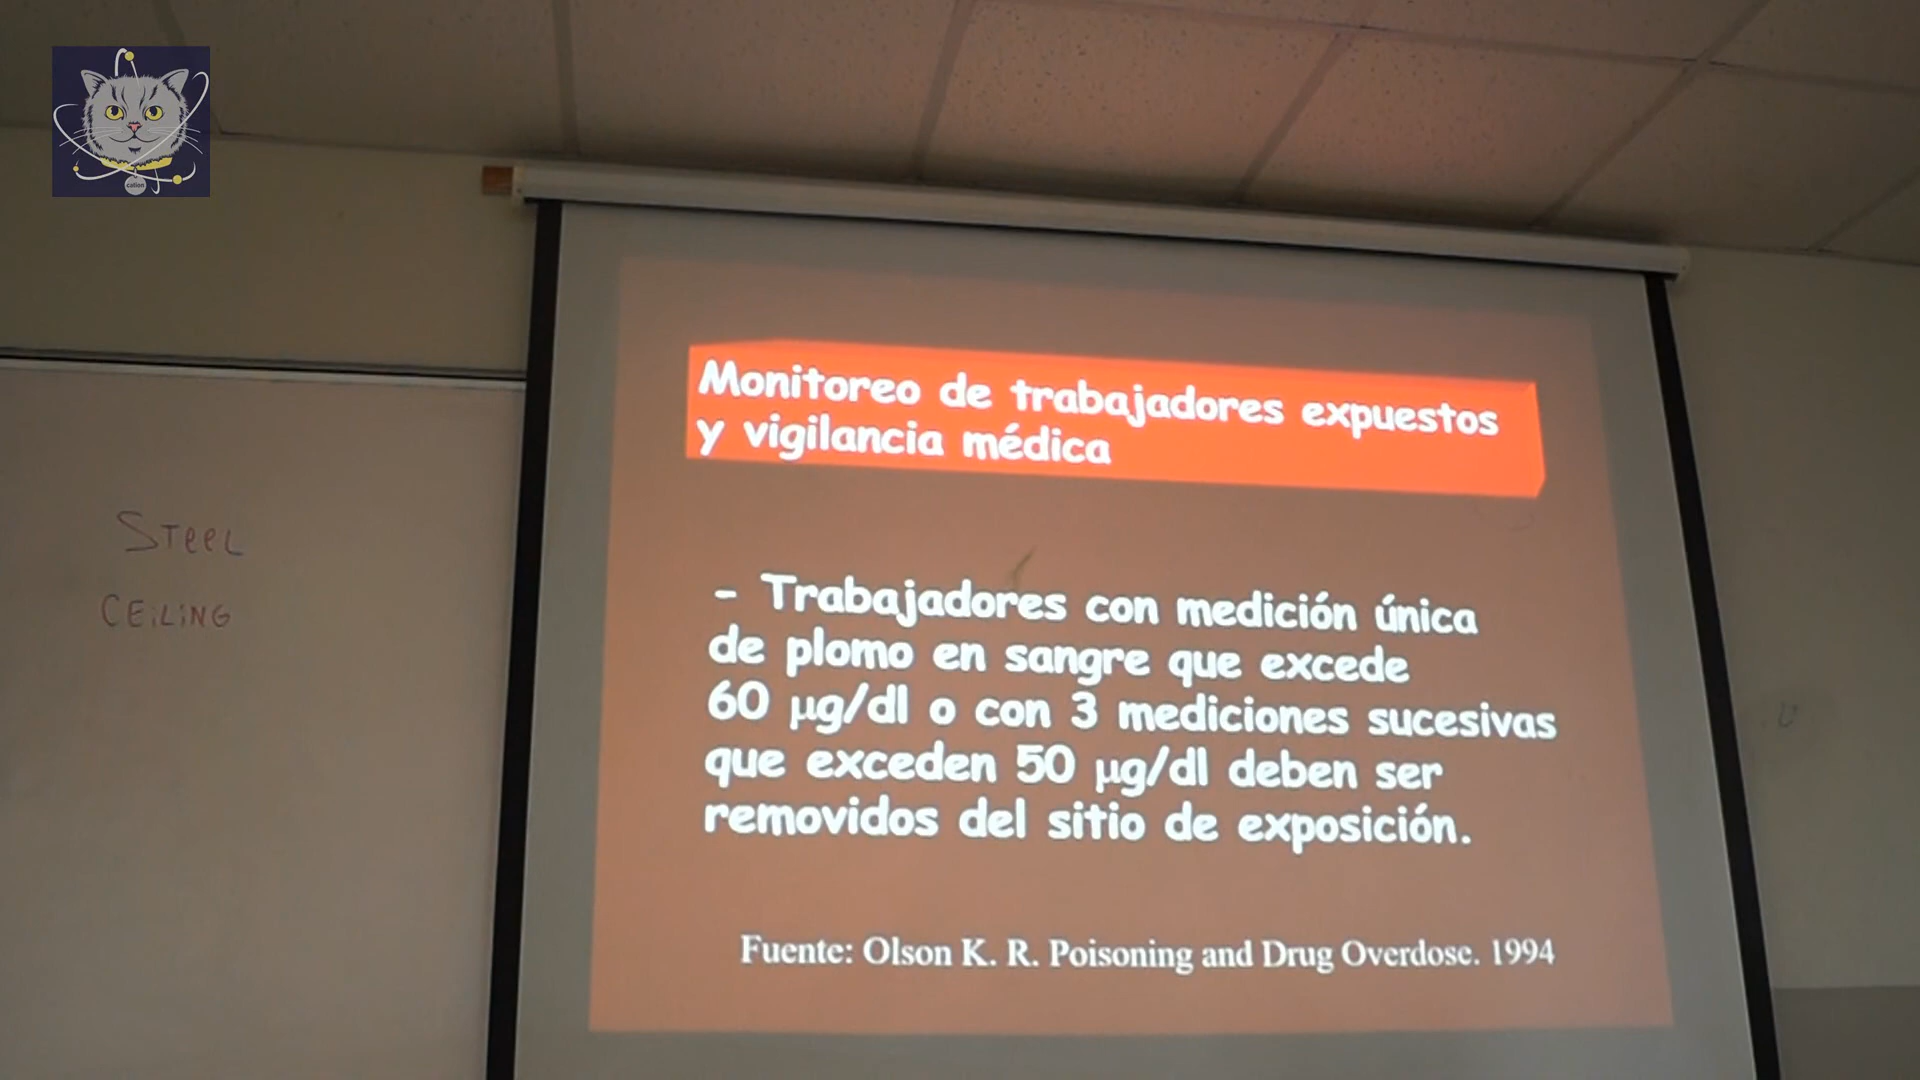 cation
STEEL
CEILING
Monitoreo de trabajadores expuestos
y vigilancia médica
- Trabajadores con medición única
de plomo en sangre que excede
60 µg/dl o con 3 mediciones sucesivas
que exceden 50 µg/dl deben ser
removidos del sitio de exposición.
Fuente: Olson K. R. Poisoning and Drug Overdose. 1994